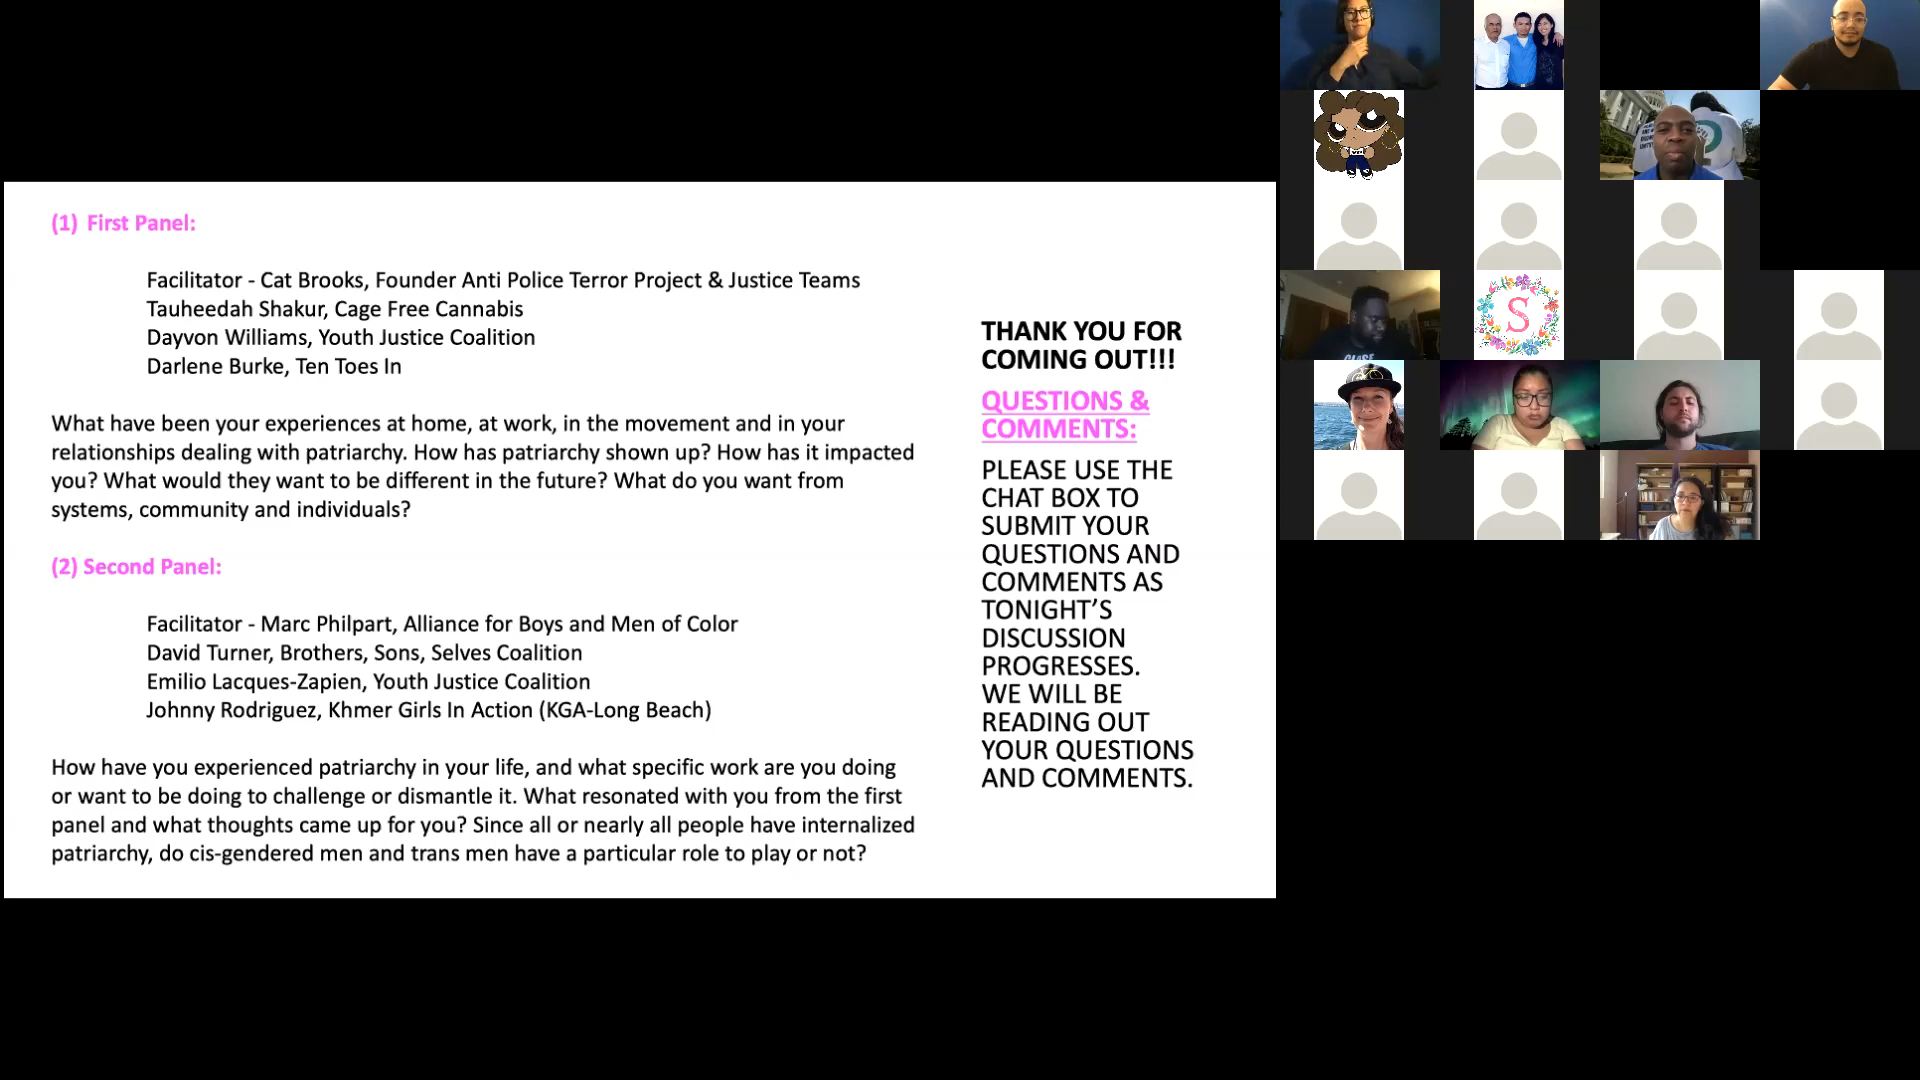 (1) First Panel:
Facilitator - Cat Brooks, Founder Anti Police Terror Project & Justice Teams
Tauheedah Shakur, Cage Free Cannabis
Dayvon Williams, Youth Justice Coalition
Darlene Burke, Ten Toes In
What have been your experiences at home, at work, in the movement and in your
relationships dealing with patriarchy. How has patriarchy shown up? How has it impacted
you? What would they want to be different in the future? What do you want from
systems, community and individuals?
(2) Second Panel:
Facilitator - Marc Philpart, Alliance for Boys and Men of Color
David Turner, Brothers, Sons, Selves Coalition
Emilio Lacques-Zapien, Youth Justice Coalition
Johnny Rodriguez, Khmer Girls In Action (KGA-Long Beach)
How have you experienced patriarchy in your life, and what specific work are you doing
or want to be doing to challenge or dismantle it. What resonated with you from the first
panel and what thoughts came up for you? Since all or nearly all people have internalized
patriarchy, do cis-gendered men and trans men have a particular role to play or not?
THANK YOU FOR
COMING OUT!!!
QUESTIONS &
COMMENTS:
PLEASE USE THE
CHAT BOX TO
SUBMIT YOUR
QUESTIONS AND
COMMENTS AS
TONIGHT’S
DISCUSSION
PROGRESSES.
WE WILL BE
READING OUT
YOUR QUESTIONS
AND COMMENTS.
S